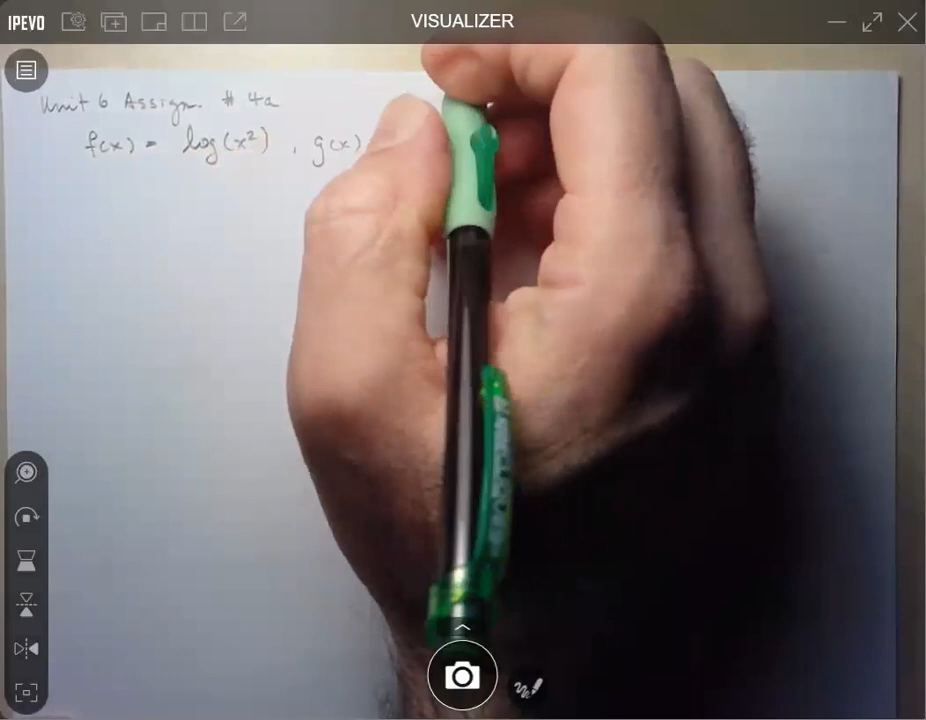 IPEVO
VISUALIZER
Unit 6 Assign. # 4a
f(x) = log(x²) , g(x)